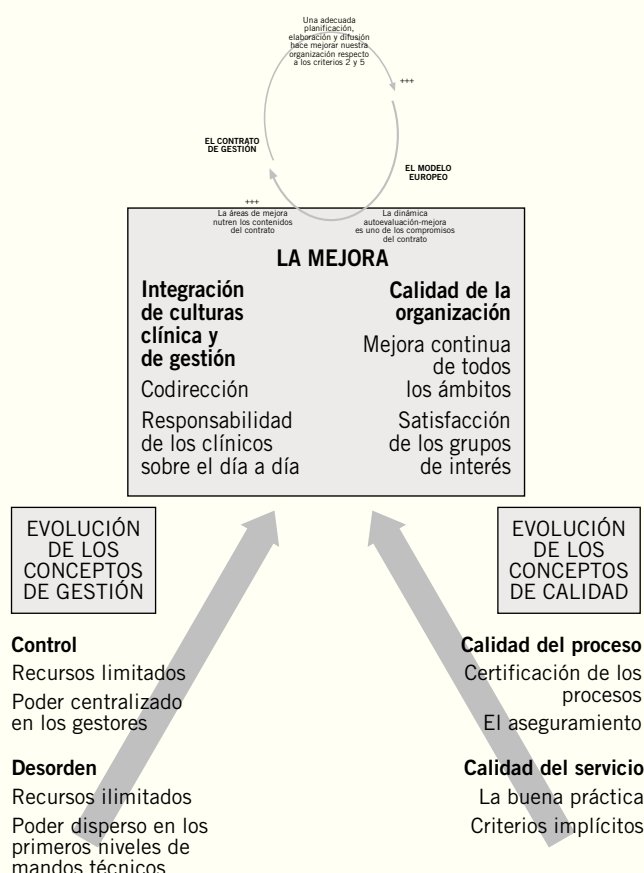 Una adecuada
planificación,
elaboración y difusión
hace mejorar nuestra
organización respecto
a los criterios 2 y 5
+++
EL CONTRATO
DE GESTIÓN
EL MODELO
EUROPEO
+++
La áreas de mejora
nutren los contenidos
del contrato
La dinámica
autoevaluación-mejora
es uno de los compromisos
del contrato
LA MEJORA
Integración
de culturas
clínica y
de gestión
Codirección
Responsabilidad
de los clínicos
sobre el día a día
Calidad de la
organización
Mejora continua
de todos
los ámbitos
Satisfacción
de los grupos
de interés
EVOLUCIÓN
DE LOS
CONCEPTOS
DE GESTIÓN
EVOLUCIÓN
DE LOS
CONCEPTOS
DE CALIDAD
Control
Recursos limitados
Poder centralizado
en los gestores
Desorden
Recursos ilimitados
Poder disperso en los
primeros niveles de
mandos técnicos
Calidad del proceso
Certificación de los
procesos
El aseguramiento
Calidad del servicio
La buena práctica
Criterios implícitos